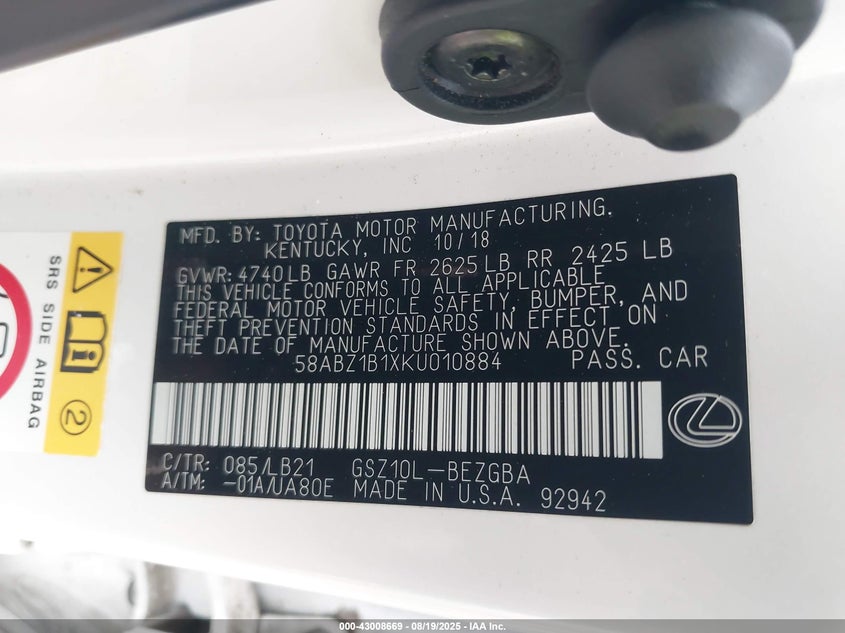 MFD. BY: TOYOTA MOTOR MANUFACTURING.
KENTUCKY, INC 10/18
GVWR: 4740LB GAWR FR 2625LB RR 2425 LB
THIS VEHICLE CONFORMS TO ALL APPLICABLE
FEDERAL MOTOR VEHICLE SAFETY, BUMPER, AND
THEFT PREVENTION STANDARDS IN EFFECT ON
THE DATE OF MANUFACTURE SHOWN ABOVE.
58ABZ1B1XKU010884 PASS. CAR
C/TR: 085/LB21 GSZ10L-BEZGBA
A/TM: -01A/UA80E MADE IN U.S.A. 92942
SRS SIDE AIRBAG
2
000-43008669 - 08/19/2025 - IAA Inc.